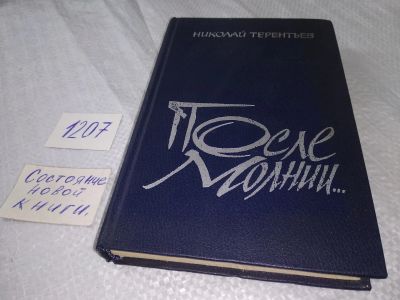 НИКОЛАЙ ТЕРЕНТЬЕВ
После
Молнии...
1207
Состояние
новой
книги.